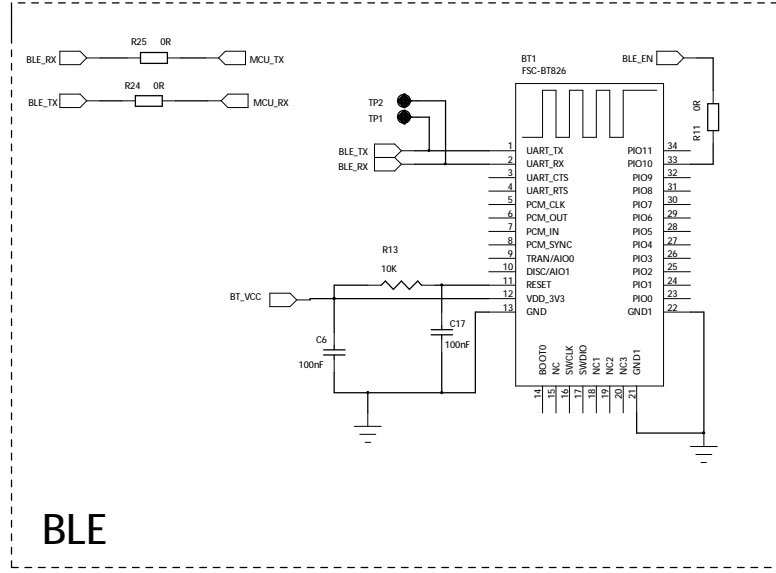 R25 0R
BLE_RX MCU_TX
R24 0R
BLE_TX MCU_RX
BT1
FSC-BT826
BLE_EN
R11 0R
TP2
TP1
BLE_TX
BLE_RX
1 UART_TX PIO11 34
2 UART_RX PIO10 33
3 UART_CTS PIO9 32
4 UART_RTS PIO8 31
5 PCM_CLK PIO7 30
6 PCM_OUT PIO6 29
7 PCM_IN PIO5 28
8 PCM_SYNC PIO4 27
9 TRAN/AIO0 PIO3 26
10 DISC/AIO1 PIO2 25
11 RESET PIO1 24
12 VDD_3V3 PIO0 23
13 GND GND1 22
R13
10K
BT_VCC
C6
100nF
C17
100nF
BOOT0 14
NC 15
SWCLK 16
SWDIO 17
NC1 18
NC2 19
NC3 20
GND1 21
BLE